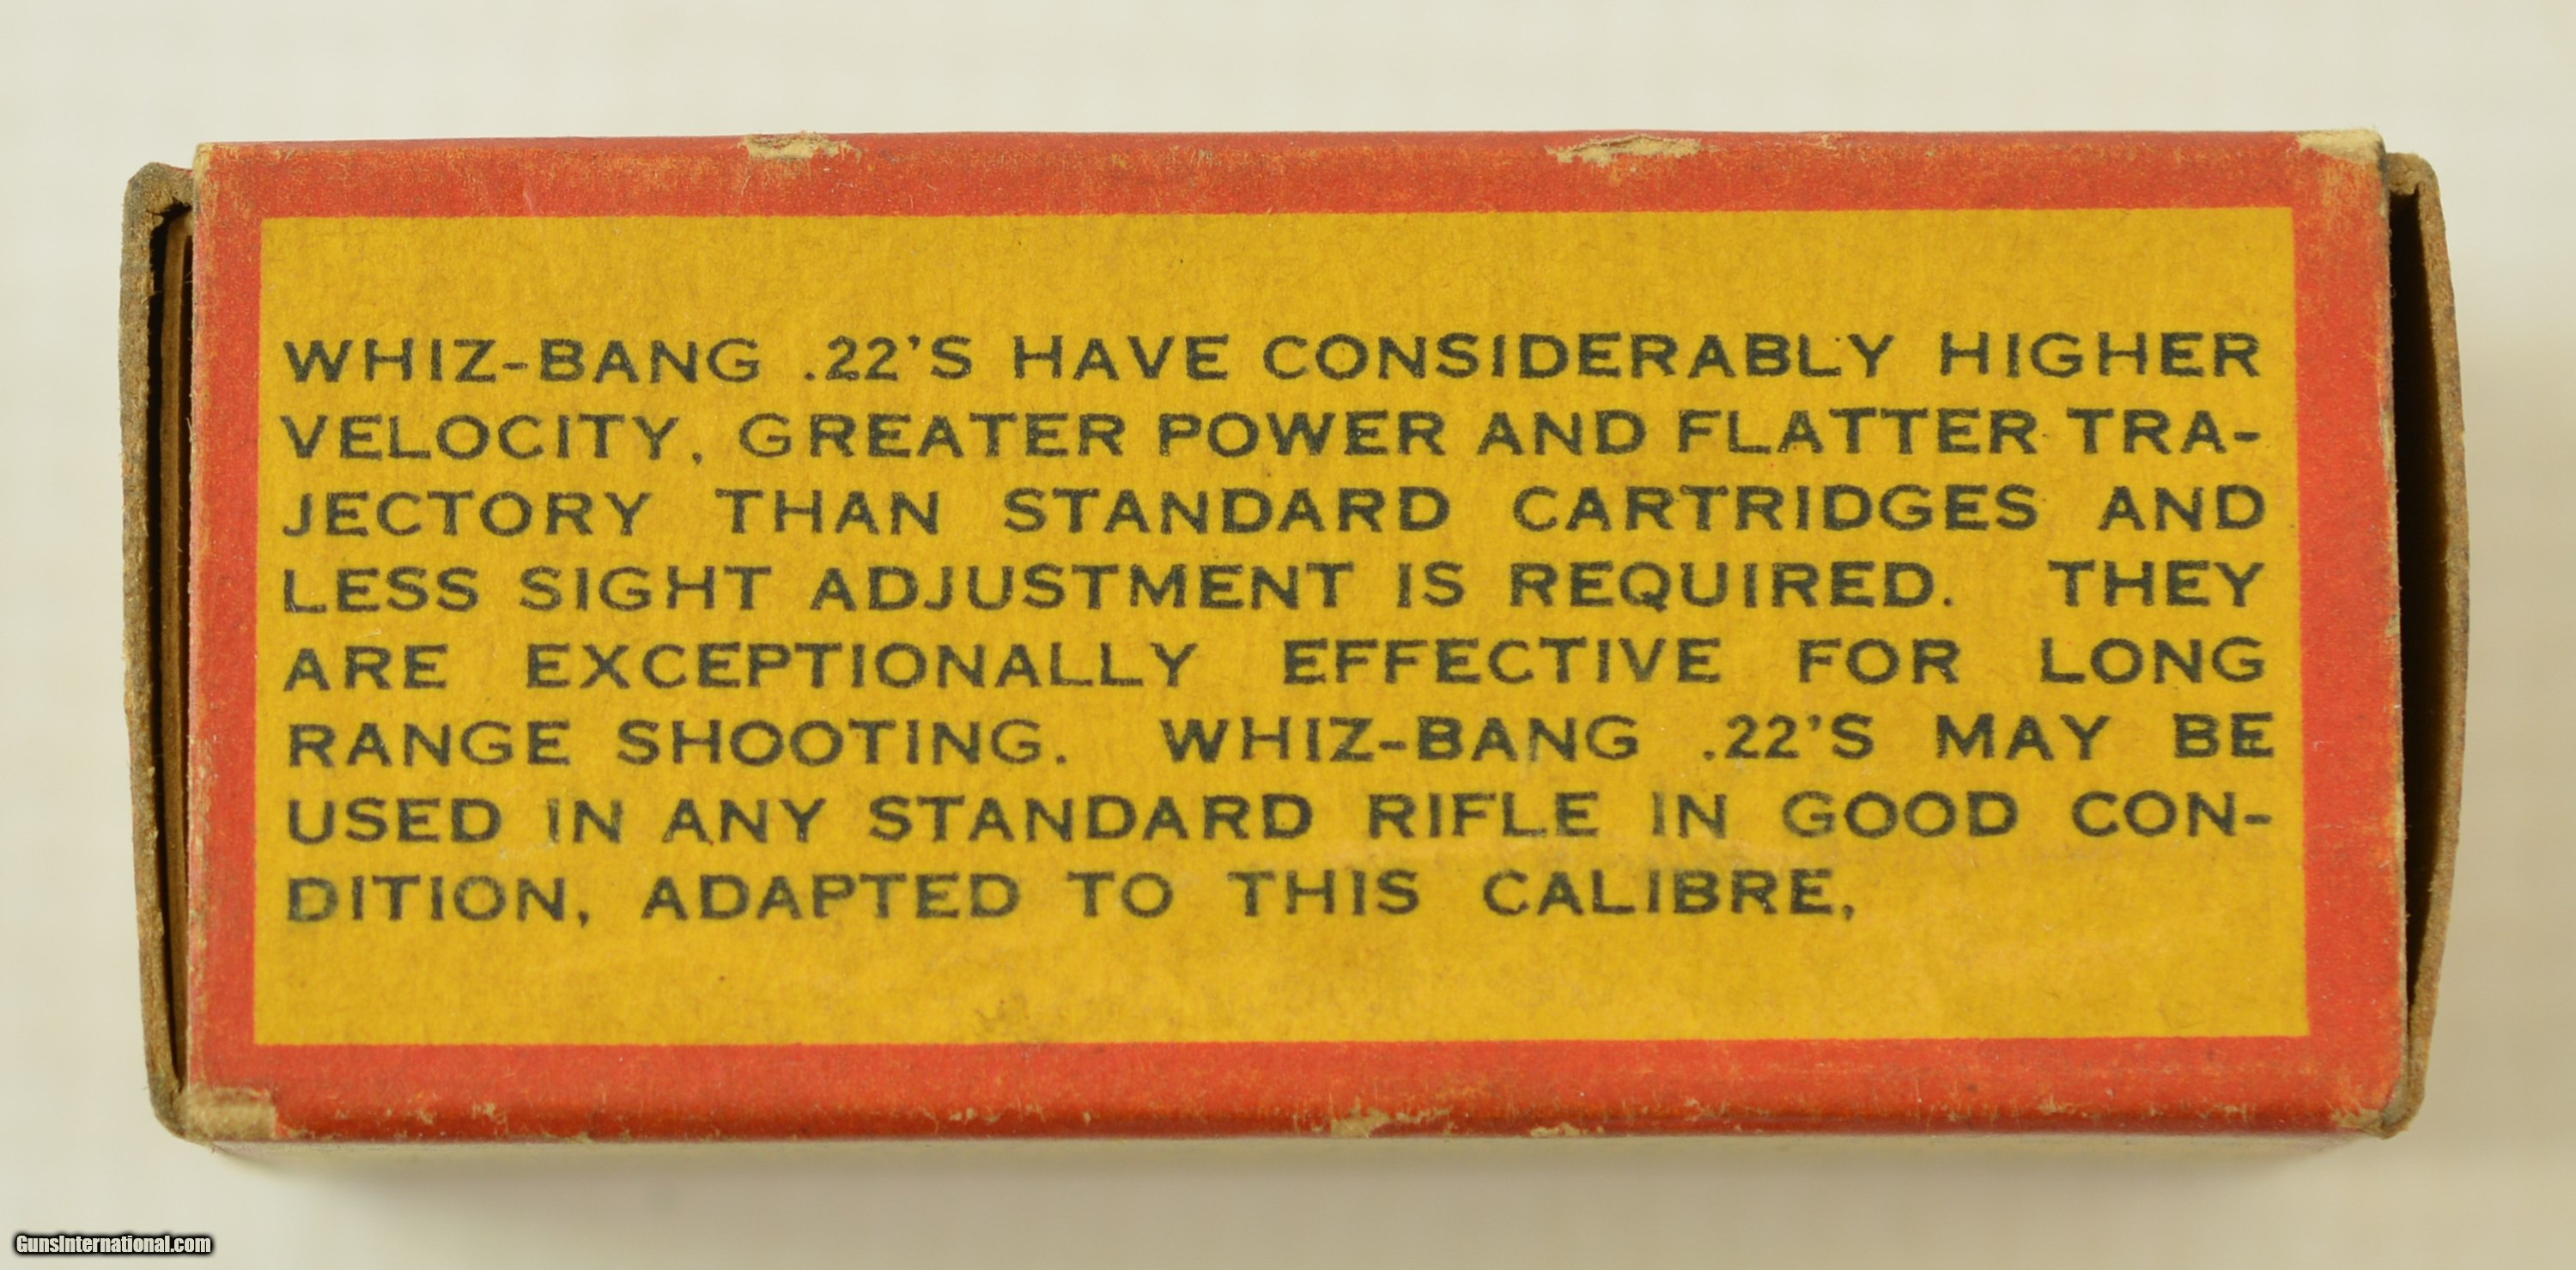 WHIZ-BANG .22'S HAVE CONSIDERABLY HIGHER
VELOCITY, GREATER POWER AND FLATTER TRA-
JECTORY THAN STANDARD CARTRIDGES AND
LESS SIGHT ADJUSTMENT IS REQUIRED. THEY
ARE EXCEPTIONALLY EFFECTIVE FOR LONG
RANGE SHOOTING. WHIZ-BANG .22'S MAY BE
USED IN ANY STANDARD RIFLE IN GOOD CON-
DITION, ADAPTED TO THIS CALIBRE,
GunsInternational.com